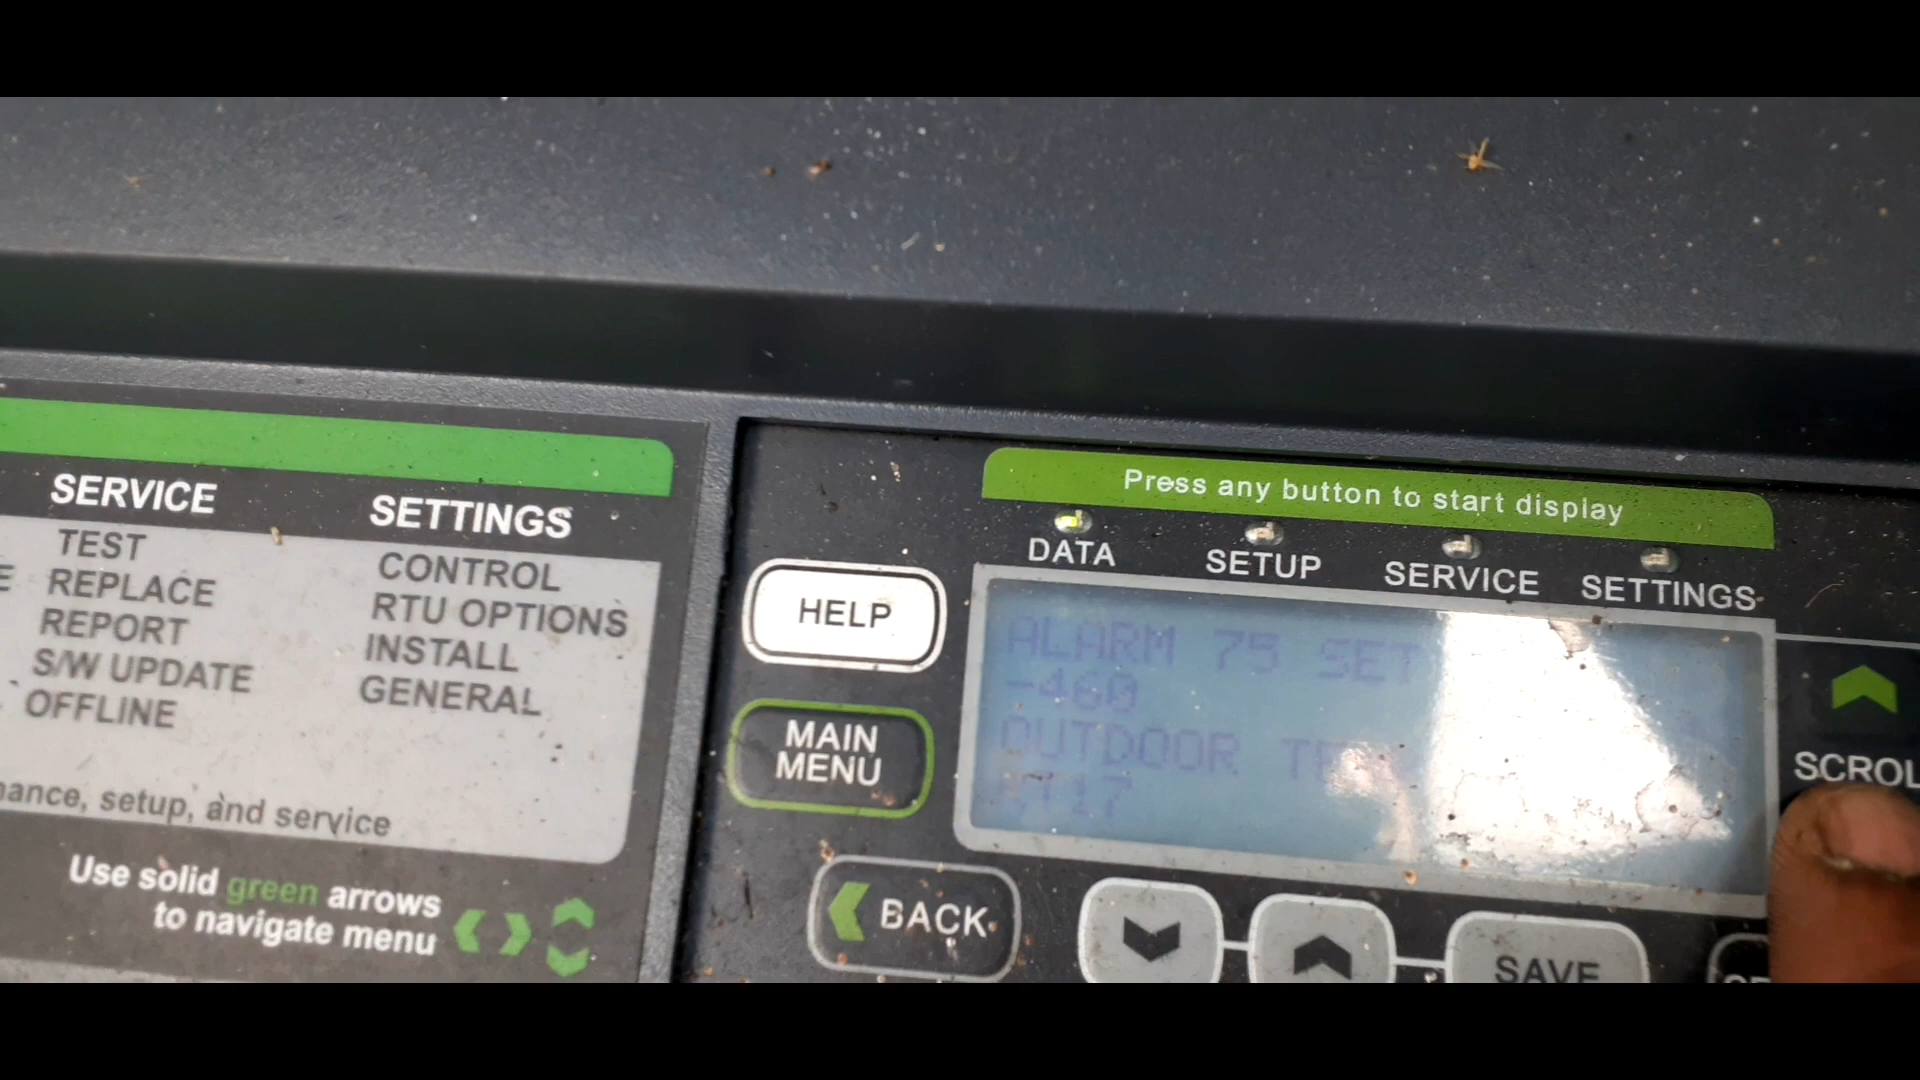 SERVICE
TEST
REPLACE
REPORT
S/W UPDATE
OFFLINE
SETTINGS
CONTROL
RTU OPTIONS
INSTALL
GENERAL
nance, setup, and service
Use solid green arrows
to navigate menu
Press any button to start display
DATA
SETUP
SERVICE
SETTINGS
HELP
MAIN
MENU
ALARM 75 SET
-460
OUTDOOR
BACK
SAVE
SCROL